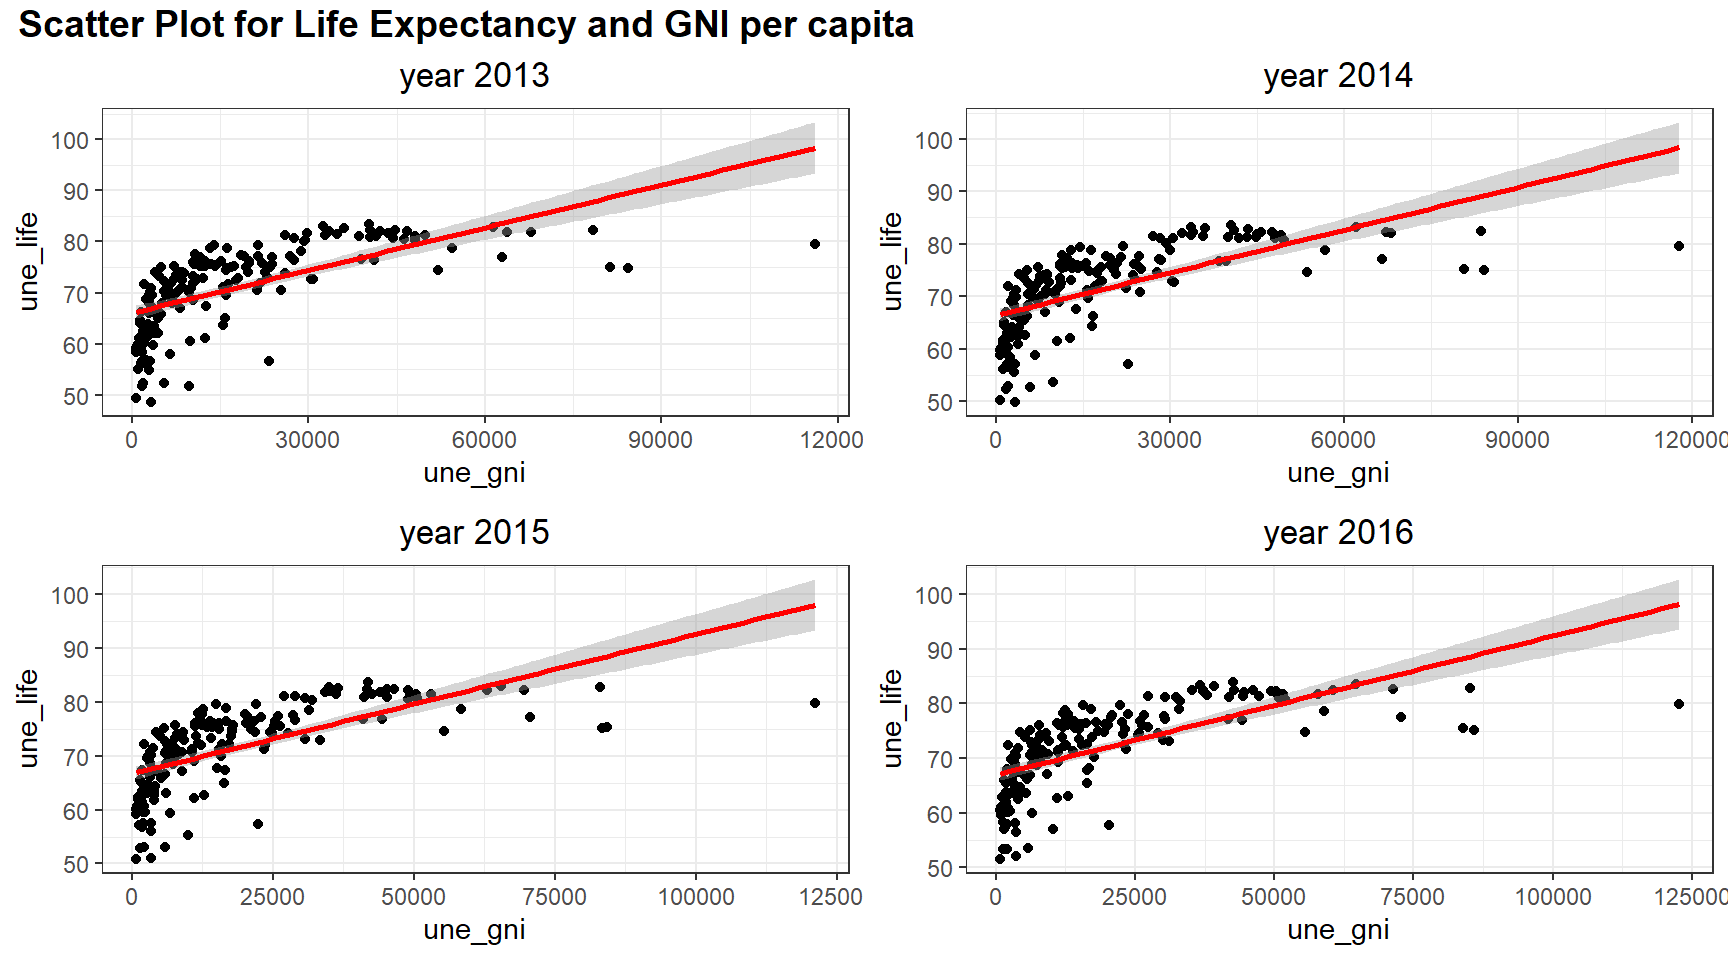 Scatter Plot for Life Expectancy and GNI per capita
year 2013
year 2014
une_life
100
90
80
70
60
50
0 30000 60000 90000 12000
une_gni
une_life
100
90
80
70
60
50
0 30000 60000 90000 120000
une_gni
year 2015
year 2016
une_life
100
90
80
70
60
50
0 25000 50000 75000 100000 12500
une_gni
une_life
100
90
80
70
60
50
0 25000 50000 75000 100000 125000
une_gni